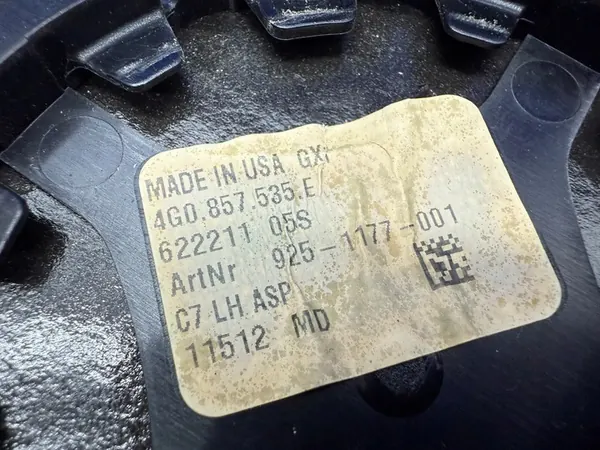 MADE IN USA GXi
4G0.857.535.E
622211 05S
ArtNr 925-1177-001
C7 LH ASP
11512 MD